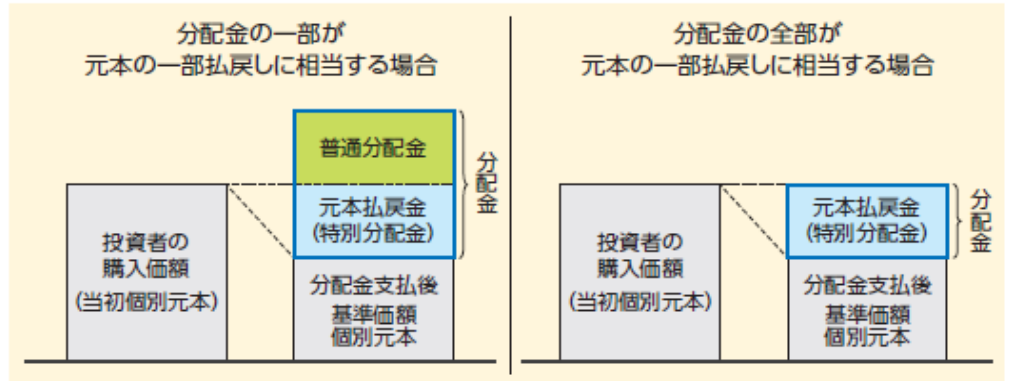 分配金の一部が
元本の一部払戻しに相当する場合
普通分配金
元本払戻金
(特別分配金)
分配金
投資者の
購入価額
(当初個別元本)
分配金支払後
基準価額
個別元本
分配金の全部が
元本の一部払戻しに相当する場合
元本払戻金
(特別分配金)
分配金
投資者の
購入価額
(当初個別元本)
分配金支払後
基準価額
個別元本